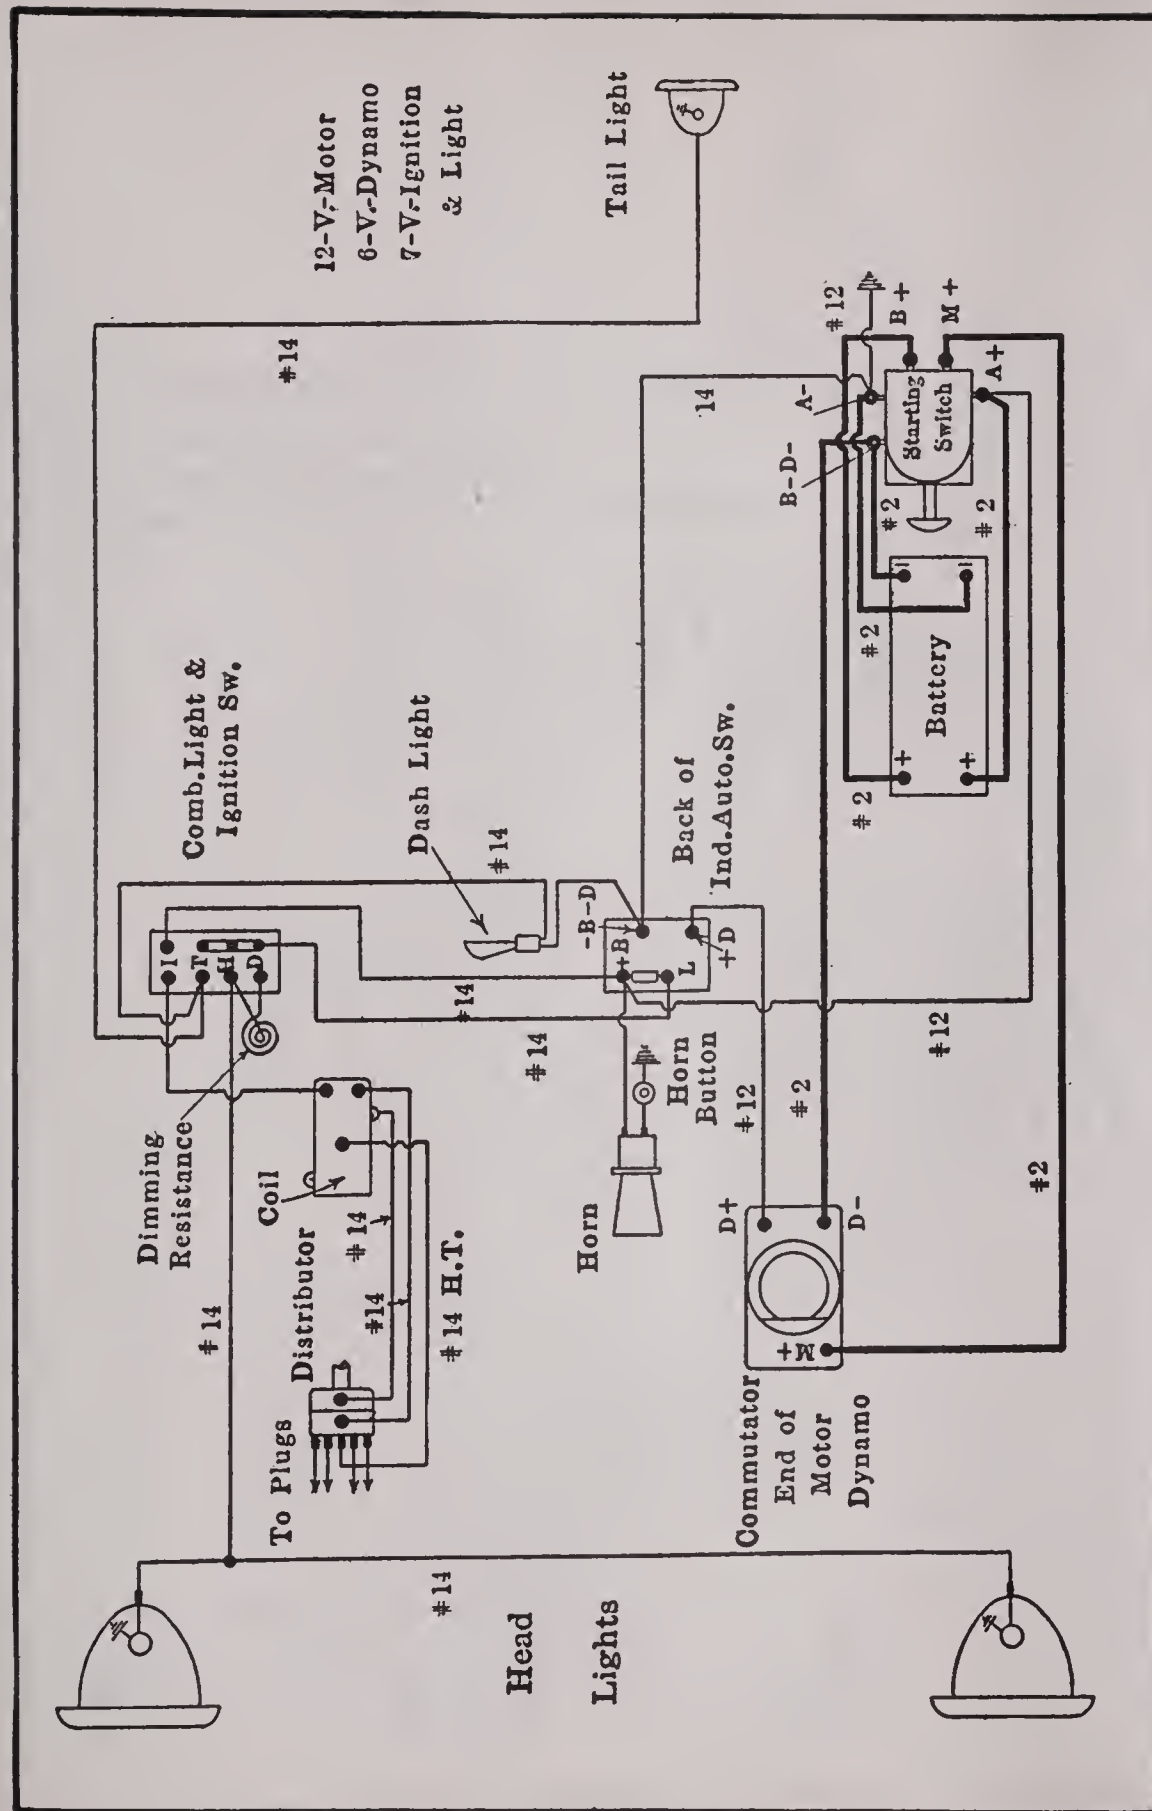 Head
Lights
#14
#14
To Plugs
Distributor
#14
#14
#14 H.T.
Coil
Dimming
Resistance
Comb.Light &
Ignition Sw.
I
T
H
D
#14
12-V.-Motor
6-V.-Dynamo
7-V.-Ignition
& Light
Tail Light
Dash Light
#14
#14
#14
Horn
Horn
Button
+B
-B-D
L
+D
Back of
Ind.Auto.Sw.
14
Commutator
End of
Motor
Dynamo
D+
D-
M+
#12
#2
#12
#2
#2
#2
Battery
+
+
-
-
#2
#2
B-D-
A-
#12
B+
M+
A+
Starting
Switch